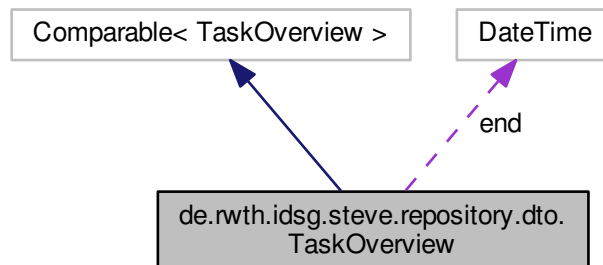 Comparable< TaskOverview >
DateTime
end
de.rwth.idsg.steve.repository.dto.
TaskOverview